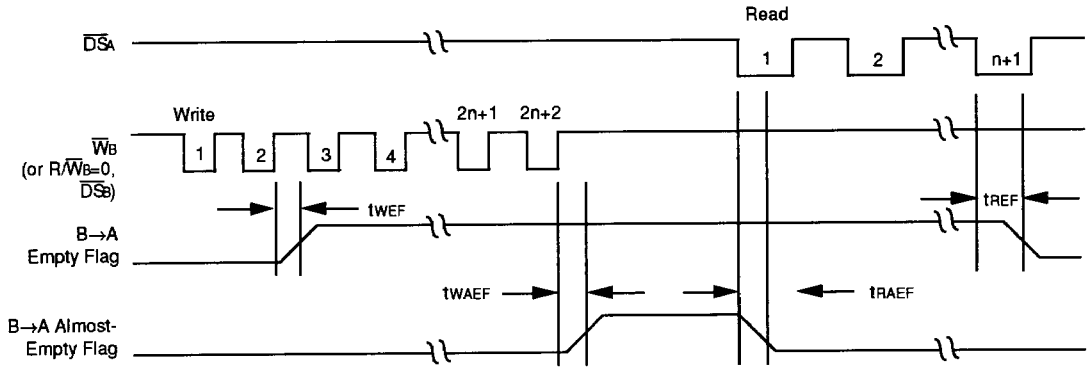 Read
DSA
1
2
n+1
Write
2n+1
2n+2
WB
1
2
3
4
(or R/WB=0,
DSB)
tWEF
tREF
B→A
Empty Flag
tWAEF
tRAEF
B→A Almost-
Empty Flag